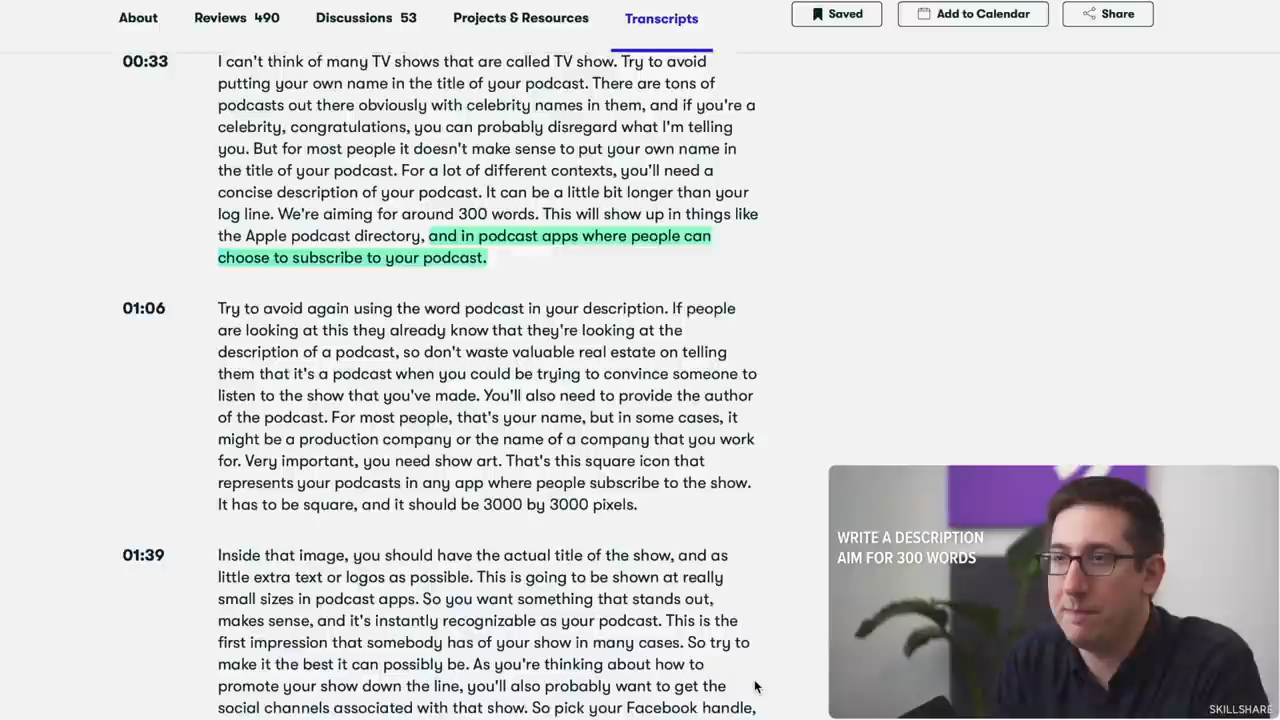 About Reviews 490 Discussions 53 Projects & Resources Transcripts Saved Add to Calendar Share
00:33 I can't think of many TV shows that are called TV show. Try to avoid
putting your own name in the title of your podcast. There are tons of
podcasts out there obviously with celebrity names in them, and if you're a
celebrity, congratulations, you can probably disregard what I'm telling
you. But for most people it doesn't make sense to put your own name in
the title of your podcast. For a lot of different contexts, you'll need a
concise description of your podcast. It can be a little bit longer than your
log line. We're aiming for around 300 words. This will show up in things like
the Apple podcast directory, and in podcast apps where people can
choose to subscribe to your podcast.
01:06 Try to avoid again using the word podcast in your description. If people
are looking at this they already know that they're looking at the
description of a podcast, so don't waste valuable real estate on telling
them that it's a podcast when you could be trying to convince someone to
listen to the show that you've made. You'll also need to provide the author
of the podcast. For most people, that's your name, but in some cases, it
might be a production company or the name of a company that you work
for. Very important, you need show art. That's this square icon that
represents your podcasts in any app where people subscribe to the show.
It has to be square, and it should be 3000 by 3000 pixels.
01:39 Inside that image, you should have the actual title of the show, and as
little extra text or logos as possible. This is going to be shown at really
small sizes in podcast apps. So you want something that stands out,
makes sense, and it's instantly recognizable as your podcast. This is the
first impression that somebody has of your show in many cases. So try to
make it the best it can possibly be. As you're thinking about how to
promote your show down the line, you'll also probably want to get the
social channels associated with that show. So pick your Facebook handle,
WRITE A DESCRIPTION
AIM FOR 300 WORDS
SKILLSHARE